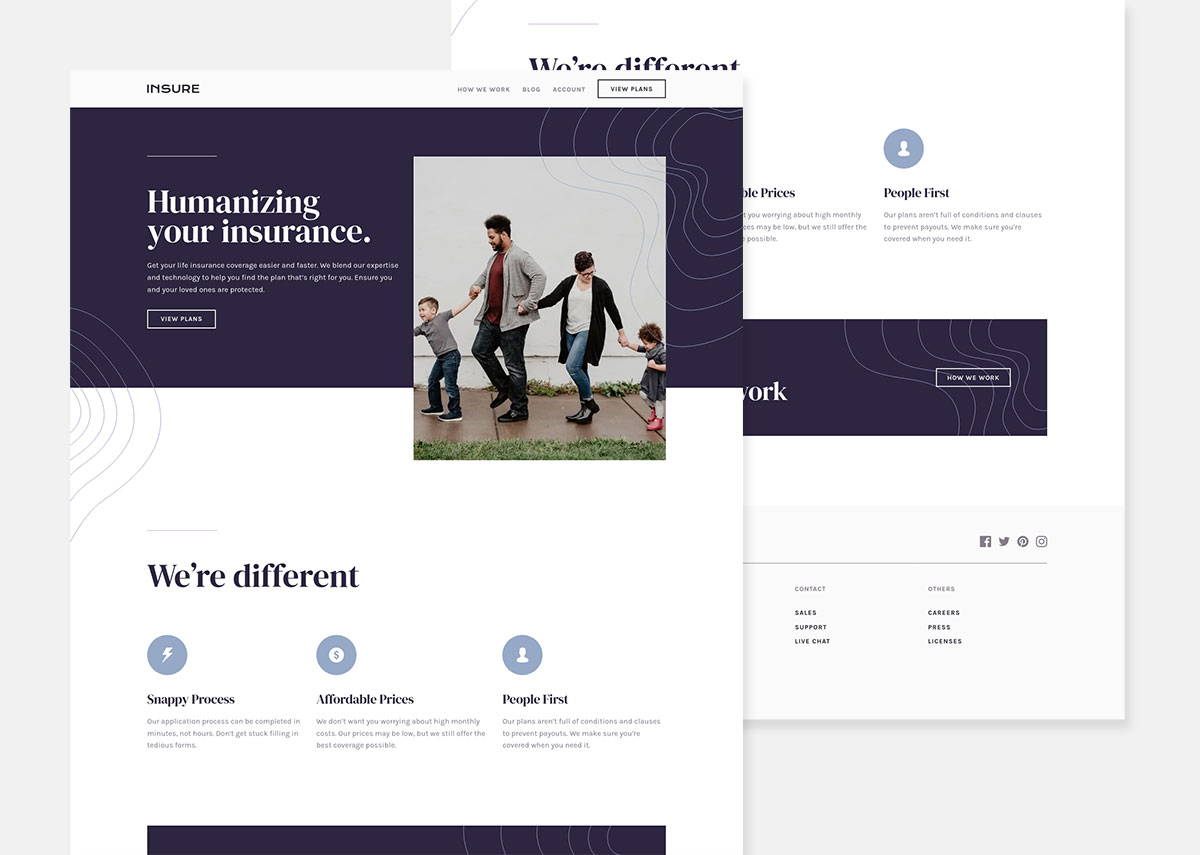 We're different
INSURE
HOW WE WORK BLOG ACCOUNT VIEW PLANS
Humanizing
your insurance.
Get your life insurance coverage easier and faster. We blend our expertise
and technology to help you find the plan that's right for you. Ensure you
and your loved ones are protected.
VIEW PLANS
We're different
Snappy Process
Our application process can be completed in
minutes, not hours. Don't get stuck filling in
tedious forms.
Affordable Prices
We don't want you worrying about high monthly
costs. Our prices may be low, but we still offer the
best coverage possible.
People First
Our plans aren't full of conditions and clauses
to prevent payouts. We make sure you're
covered when you need it.
Prices
you worrying about high monthly
may be low, but we still offer the
possible.
People First
Our plans aren't full of conditions and clauses
to prevent payouts. We make sure you're
covered when you need it.
work
HOW WE WORK
CONTACT
SALES
SUPPORT
LIVE CHAT
OTHERS
CAREERS
PRESS
LICENSES